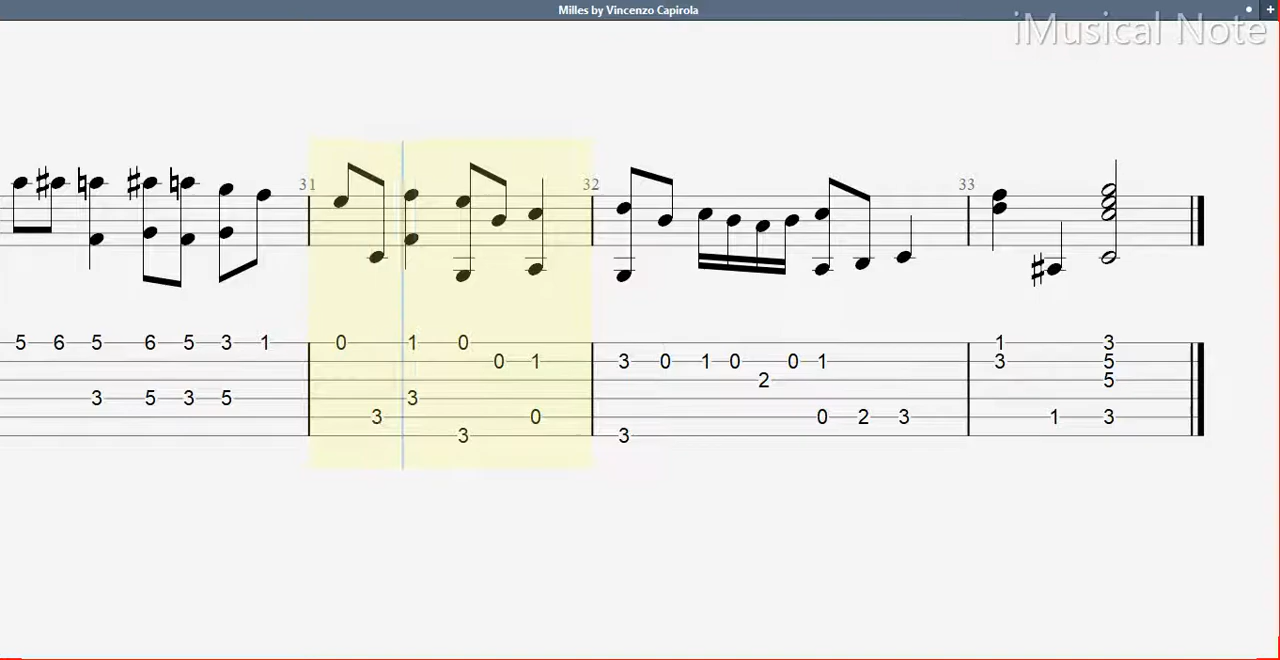 Milles by Vincenzo Capirola
iMusical Note
31 32 33
5 6 5 6 5 3 1 0 1 0 1 3
0 1 3 0 1 0 0 1 3 5
2 5
3 5 3 5 3
3 0 0 2 3 1 3
3 3